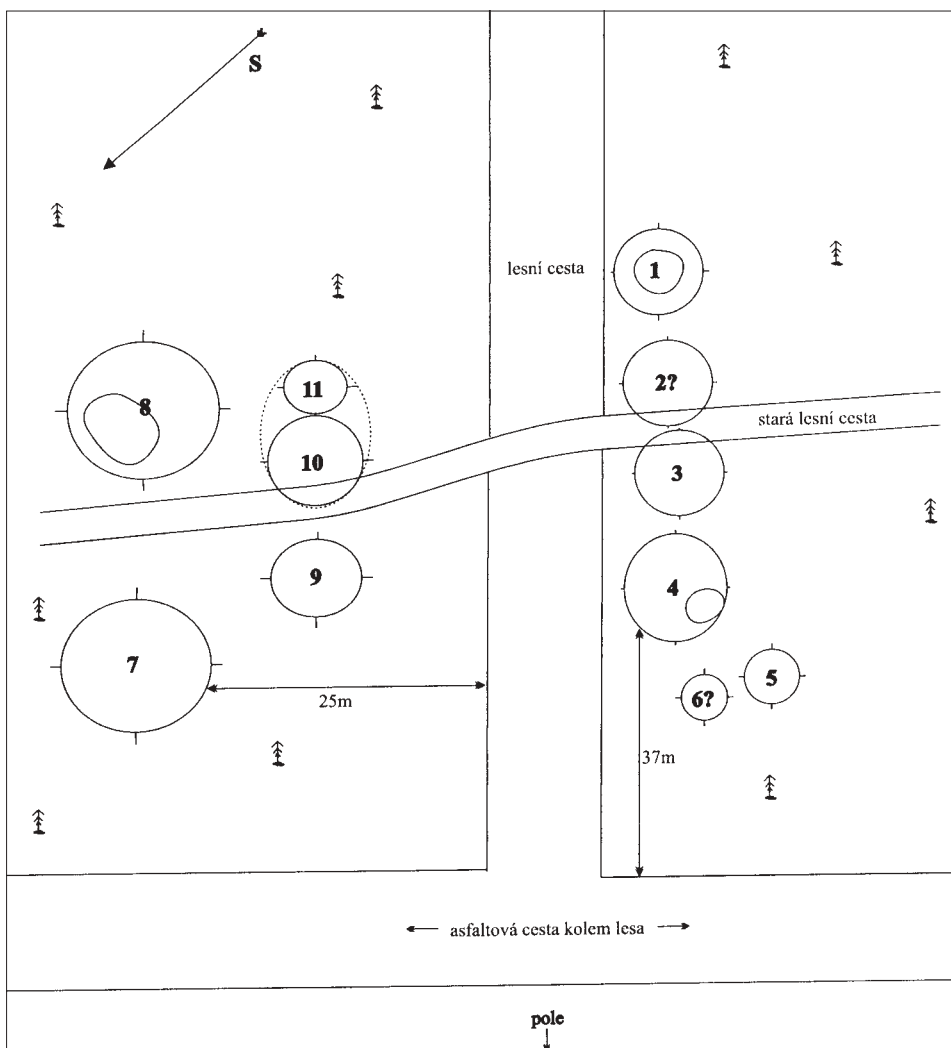 S
lesní cesta
1
2?
stará lesní cesta
8
11
10
3
9
4
7
5
6?
25m
37m
asfaltová cesta kolem lesa
pole